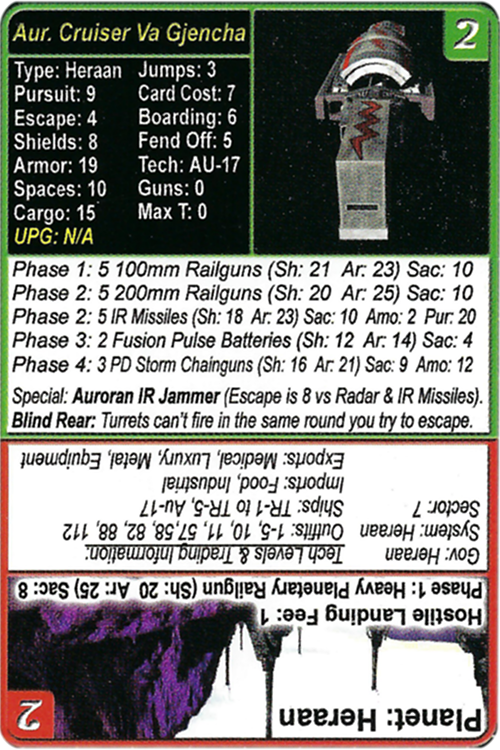 Aur. Cruiser Va Gjencha
2
Type: Heraan Jumps: 3
Pursuit: 9 Card Cost: 7
Escape: 4 Boarding: 6
Shields: 8 Fend Off: 5
Armor: 19 Tech: AU-17
Spaces: 10 Guns: 0
Cargo: 15 Max T: 0
UPG: N/A
Phase 1: 5 100mm Railguns (Sh: 21 Ar: 23) Sac: 10
Phase 2: 5 200mm Railguns (Sh: 20 Ar: 25) Sac: 10
Phase 2: 5 IR Missiles (Sh: 18 Ar: 23) Sac: 10 Amo: 2 Pur: 20
Phase 3: 2 Fusion Pulse Batteries (Sh: 12 Ar: 14) Sac: 4
Phase 4: 3 PD Storm Chainguns (Sh: 16 Ar: 21) Sac: 9 Amo: 12
Special: Auroran IR Jammer (Escape is 8 vs Radar & IR Missiles).
Blind Rear: Turrets can't fire in the same round you try to escape.
Planet: Heraan
2
Hostile Landing Fee: 1
Phase 1: Heavy Planetary Railgun (Sh: 20 Ar: 25) Sac: 8
Gov: Heraan Tech Levels & Trading Information:
System: Heraan Outfits: 1-5, 10, 11, 57,58, 82, 88, 112
Sector: 7 Ships: TR-1 to TR-5, Au-17
Imports: Food, Industrial
Exports: Medical, Luxury, Metal, Equipment